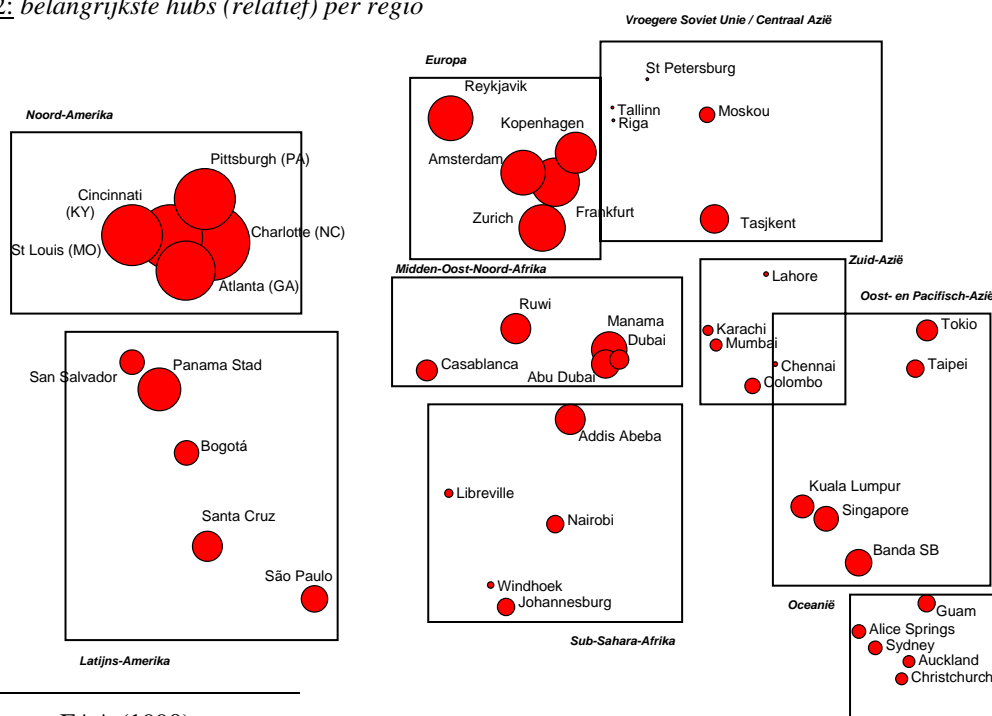 2: belangrijkste hubs (relatief) per regio
Vroegere Soviet Unie / Centraal Azië
St Petersburg
Tallinn
Riga
Moskou
Tasjkent
Europa
Reykjavik
Kopenhagen
Amsterdam
Zurich
Frankfurt
Noord-Amerika
Pittsburgh (PA)
Cincinnati
(KY)
St Louis (MO)
Charlotte (NC)
Atlanta (GA)
Midden-Oost-Noord-Afrika
Ruwi
Manama
Dubai
Casablanca
Abu Dubai
Zuid-Azië
Lahore
Karachi
Mumbai
Chennai
Colombo
Oost- en Pacifisch-Azië
Tokio
Taipei
Kuala Lumpur
Singapore
Banda SB
San Salvador
Panama Stad
Bogotá
Santa Cruz
São Paulo
Latijns-Amerika
Addis Abeba
Libreville
Nairobi
Windhoek
Johannesburg
Sub-Sahara-Afrika
Oceanië
Guam
Alice Springs
Sydney
Auckland
Christchurch